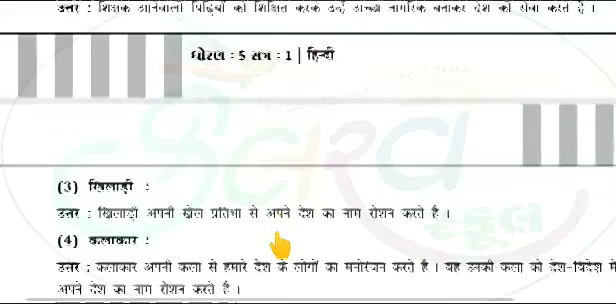 उत्तर : शिक्षक आनेवाली पिढ़ियों को शिक्षित करके उन्हें अच्छा नागरिक बनाकर देश की सेवा करते हैं ।
ધોરણ : 5 સત્ર : 1 | हिन्दी
(3) खिलाड़ी :
उत्तर : खिलाड़ी अपनी खेल प्रतिभा से अपने देश का नाम रोशन करते है ।
(4) कलाकार :
उत्तर : कलाकार अपनी कला से हमारे देश के लोगों का मनोरंजन करते है । वह उनकी कला को देश-विदेश में
अपने देश का नाम रोशन करते है ।
સ્કૂલ